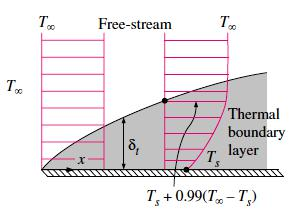 T∞ Free-stream T∞
T∞
Thermal
boundary
layer
δt
x
Ts
Ts + 0.99(T∞ – Ts)